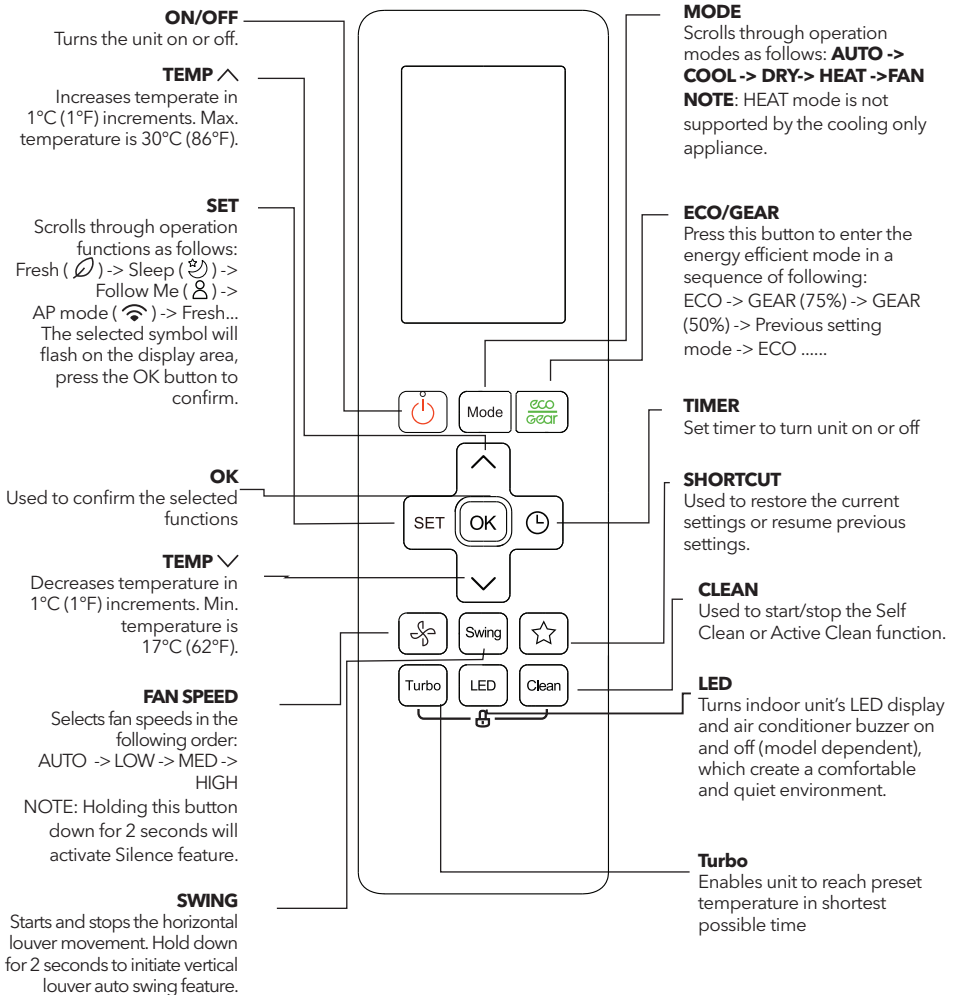 ON/OFF
Turns the unit on or off.
TEMP
Increases temperate in
1°C (1°F) increments. Max.
temperature is 30°C (86°F).
SET
Scrolls through operation
functions as follows:
Fresh ( ) -> Sleep ( ) ->
Follow Me ( ) ->
AP mode ( ) -> Fresh...
The selected symbol will
flash on the display area,
press the OK button to
confirm.
OK
Used to confirm the selected
functions
TEMP
Decreases temperature in
1°C (1°F) increments. Min.
temperature is
17°C (62°F).
FAN SPEED
Selects fan speeds in the
following order:
AUTO -> LOW -> MED ->
HIGH
NOTE: Holding this button
down for 2 seconds will
activate Silence feature.
SWING
Starts and stops the horizontal
louver movement. Hold down
for 2 seconds to initiate vertical
louver auto swing feature.
Mode
eco
Gear
SET
OK
Swing
Turbo
LED
Clean
MODE
Scrolls through operation
modes as follows: AUTO ->
COOL -> DRY-> HEAT ->FAN
NOTE: HEAT mode is not
supported by the cooling only
appliance.
ECO/GEAR
Press this button to enter the
energy efficient mode in a
sequence of following:
ECO -> GEAR (75%) -> GEAR
(50%) -> Previous setting
mode -> ECO ......
TIMER
Set timer to turn unit on or off
SHORTCUT
Used to restore the current
settings or resume previous
settings.
CLEAN
Used to start/stop the Self
Clean or Active Clean function.
LED
Turns indoor unit's LED display
and air conditioner buzzer on
and off (model dependent),
which create a comfortable
and quiet environment.
Turbo
Enables unit to reach preset
temperature in shortest
possible time